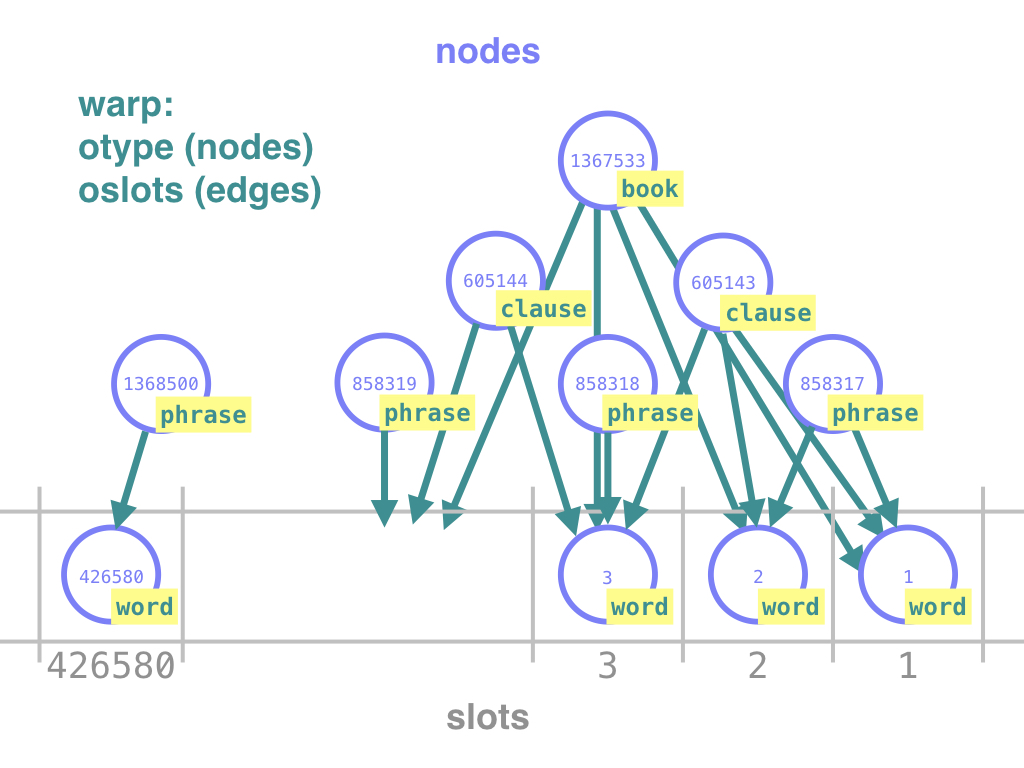 nodes
warp:
otype (nodes)
oslots (edges)
1367533
book
605144
clause
605143
clause
1368500
phrase
858319
phrase
858318
phrase
858317
phrase
426580
word
3
word
2
word
1
word
426580
3
2
1
slots